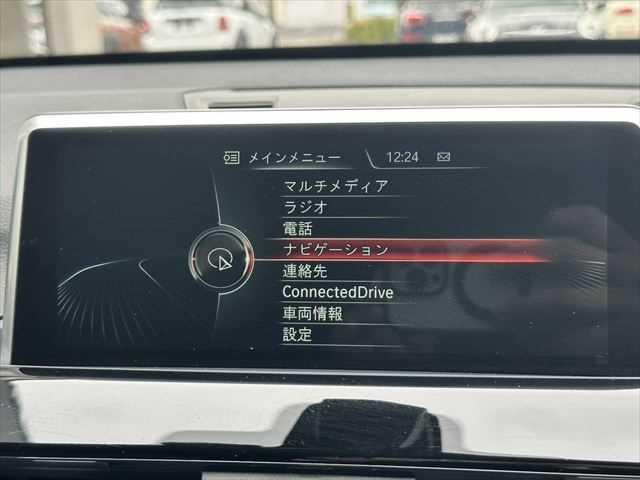 メインメニュー 12:24
マルチメディア
ラジオ
電話
ナビゲーション
連絡先
ConnectedDrive
車両情報
設定